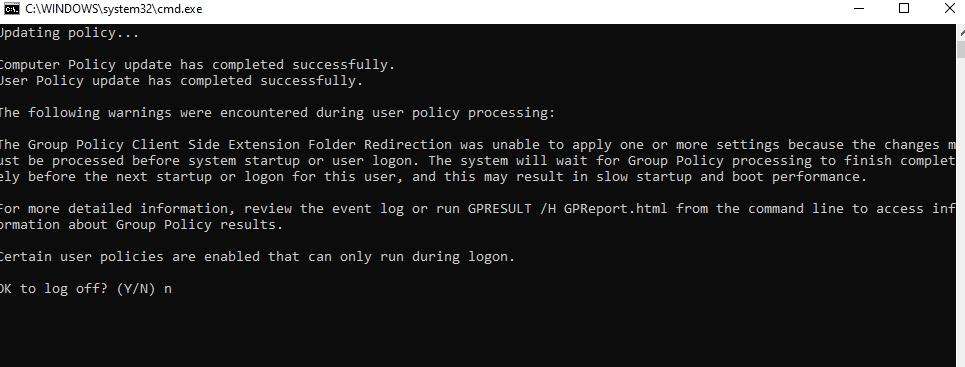 C:\WINDOWS\system32\cmd.exe
Updating policy...
Computer Policy update has completed successfully.
User Policy update has completed successfully.
The following warnings were encountered during user policy processing:
The Group Policy Client Side Extension Folder Redirection was unable to apply one or more settings because the changes m
ust be processed before system startup or user logon. The system will wait for Group Policy processing to finish complet
ely before the next startup or logon for this user, and this may result in slow startup and boot performance.
For more detailed information, review the event log or run GPRESULT /H GPReport.html from the command line to access inf
ormation about Group Policy results.
Certain user policies are enabled that can only run during logon.
OK to log off? (Y/N) n